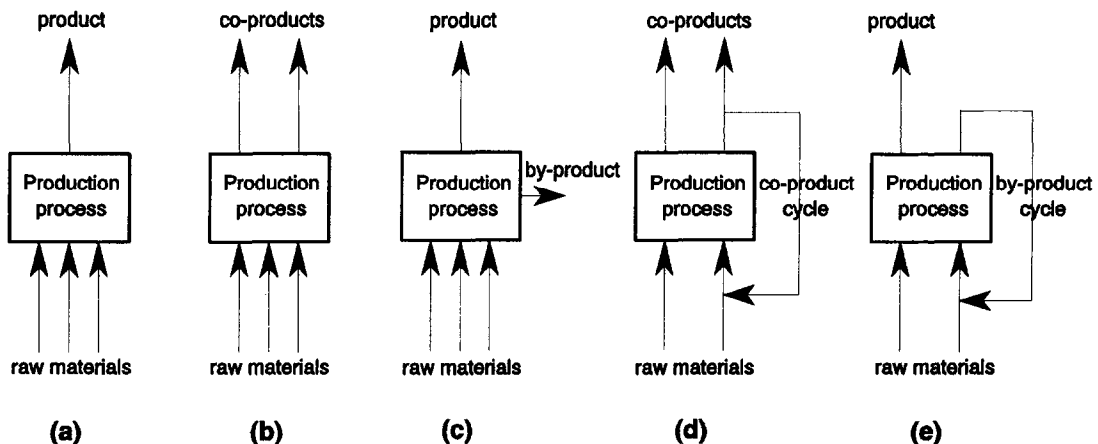 product
co-products
product
co-products
product
Production
process
Production
process
Production
process
by-product
Production
process
co-product
cycle
Production
process
by-product
cycle
raw materials
raw materials
raw materials
raw materials
raw materials
(a)
(b)
(c)
(d)
(e)